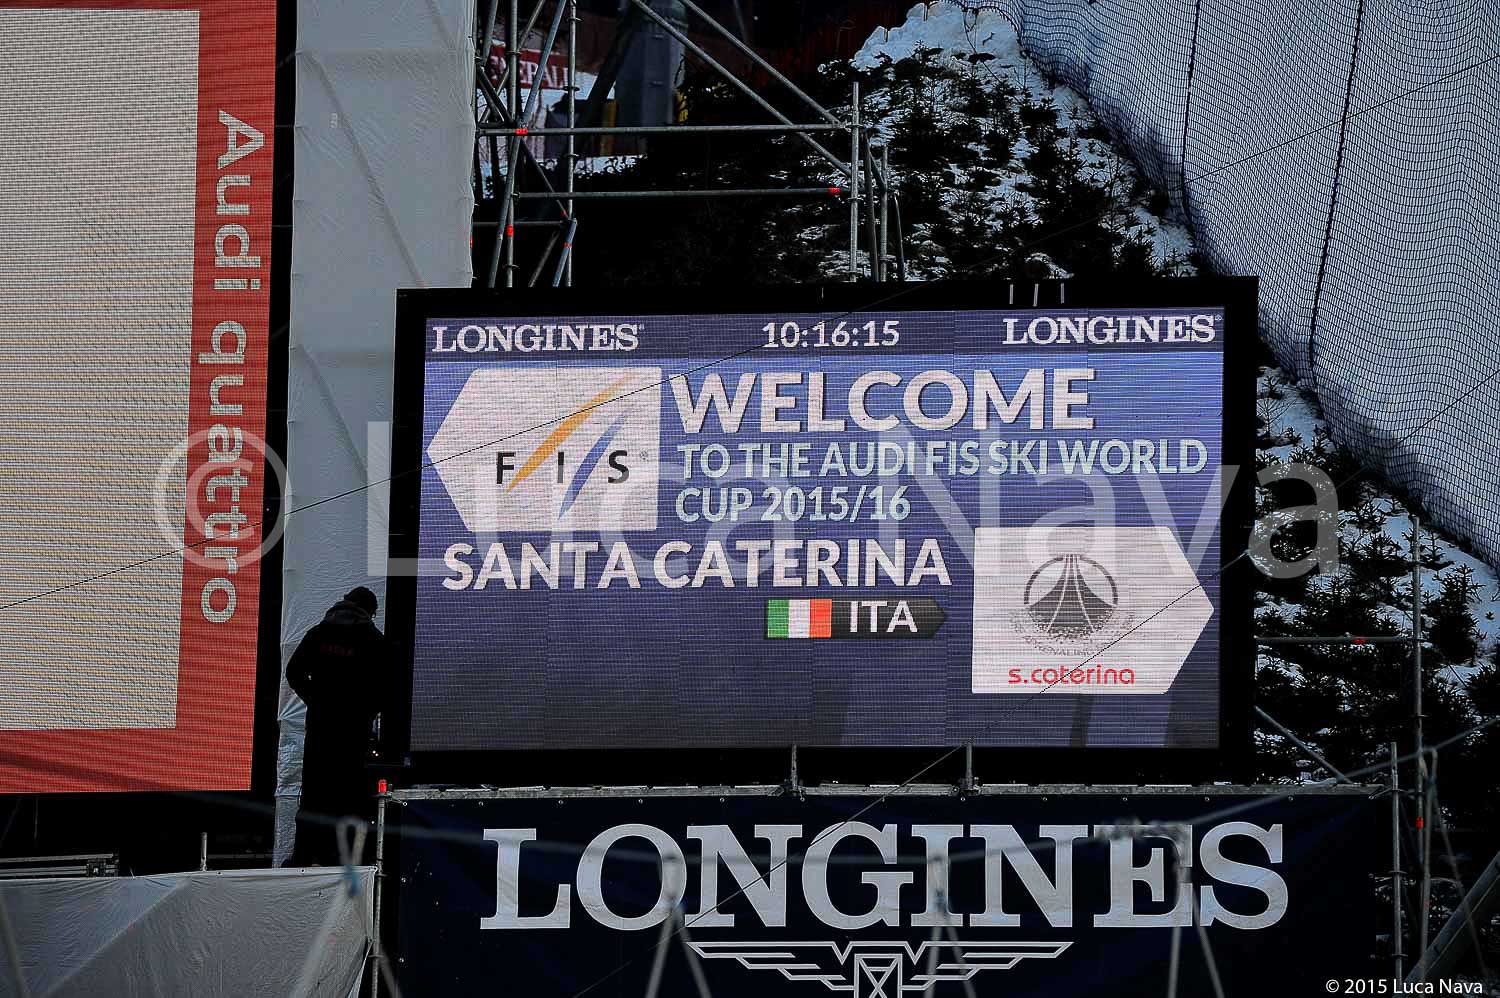 Audi quattro
LONGINES 10:16:15 LONGINES
FIS
WELCOME
TO THE AUDI FIS SKI WORLD
CUP 2015/16
SANTA CATERINA
ITA
s.caterina
LONGINES
© Luca Nava
© 2015 Luca Nava